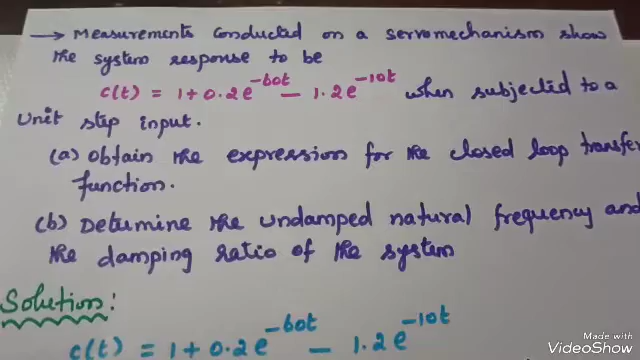 → Measurements conducted on a servomechanism show
the system response to be
c(t) = 1 + 0.2e^-60t - 1.2e^-10t when subjected to a
Unit step input.
(a) Obtain the expression for the closed loop transfer
function.
(b) Determine the undamped natural frequency and
the damping ratio of the system
Solution:
c(t) = 1 + 0.2e^-60t - 1.2e^-10t
Made with
VideoShow